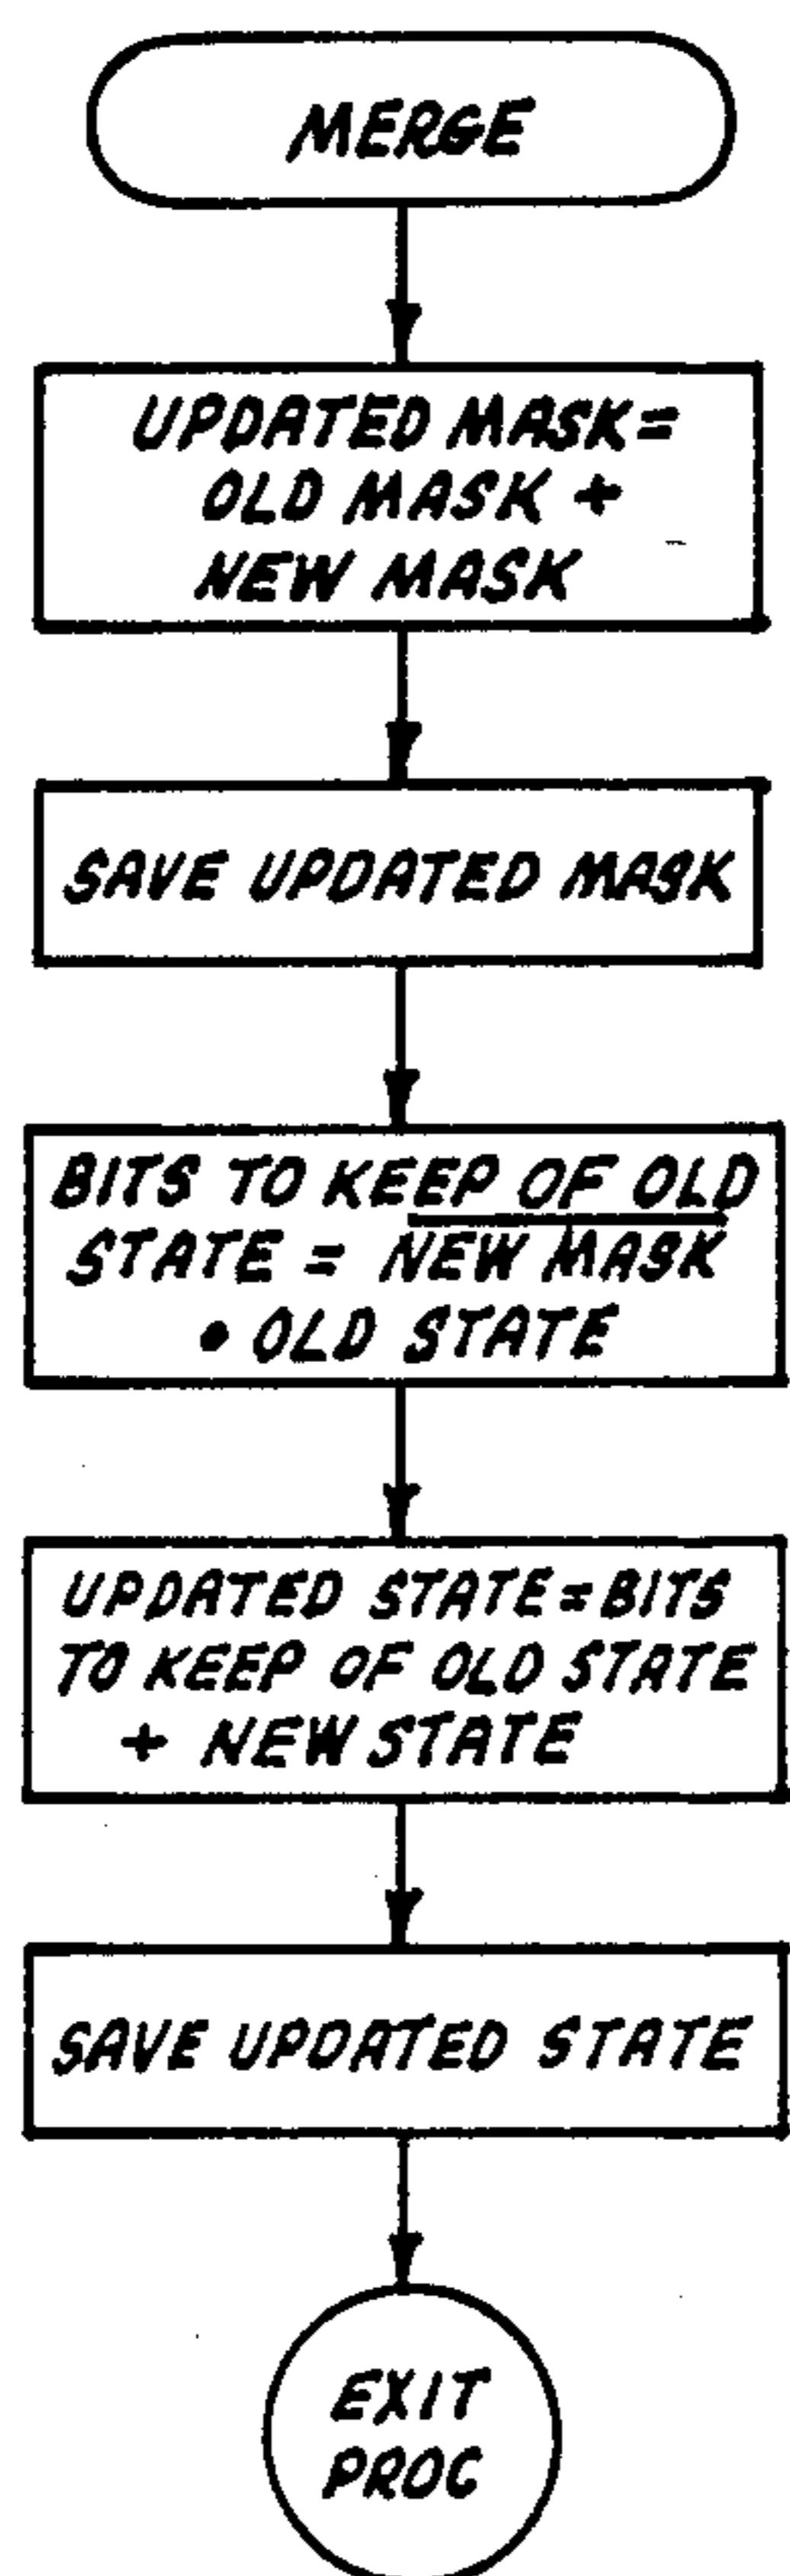 MERGE
UPDATED MASK=
OLD MASK +
NEW MASK
SAVE UPDATED MASK
BITS TO KEEP OF OLD
STATE = NEW MASK
• OLD STATE
UPDATED STATE=BITS
TO KEEP OF OLD STATE
+ NEW STATE
SAVE UPDATED STATE
EXIT
PROC